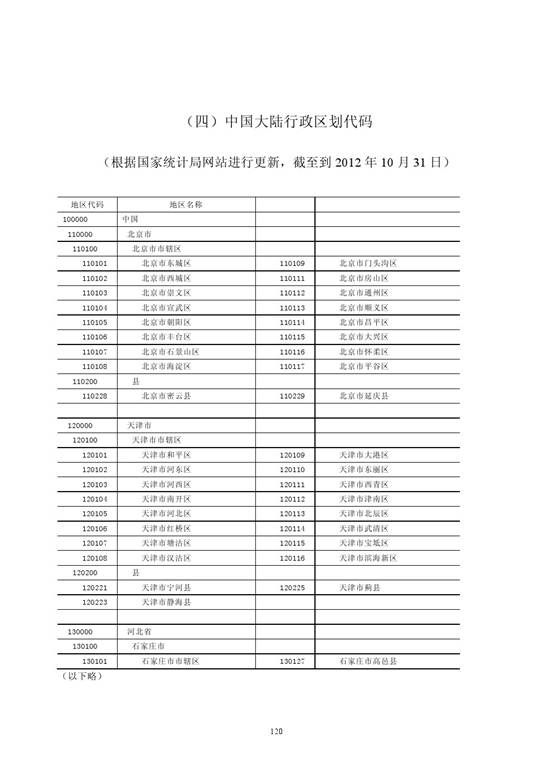 （四）中国大陆行政区划代码
（根据国家统计局网站进行更新，截至到 2012 年 10 月 31 日）
地区代码 地区名称
100000 中国
110000 北京市
110100 北京市市辖区
110101 北京市东城区 110109 北京市门头沟区
110102 北京市西城区 110111 北京市房山区
110103 北京市崇文区 110112 北京市通州区
110104 北京市宣武区 110113 北京市顺义区
110105 北京市朝阳区 110114 北京市昌平区
110106 北京市丰台区 110115 北京市大兴区
110107 北京市石景山区 110116 北京市怀柔区
110108 北京市海淀区 110117 北京市平谷区
110200 县
110228 北京市密云县 110229 北京市延庆县
120000 天津市
120100 天津市市辖区
120101 天津市和平区 120109 天津市大港区
120102 天津市河东区 120110 天津市东丽区
120103 天津市河西区 120111 天津市西青区
120104 天津市南开区 120112 天津市津南区
120105 天津市河北区 120113 天津市北辰区
120106 天津市红桥区 120114 天津市武清区
120107 天津市塘沽区 120115 天津市宝坻区
120108 天津市汉沽区 120116 天津市滨海新区
120200 县
120221 天津市宁河县 120225 天津市蓟县
120223 天津市静海县
130000 河北省
130100 石家庄市
130101 石家庄市市辖区 130127 石家庄市高邑县
（以下略）
120